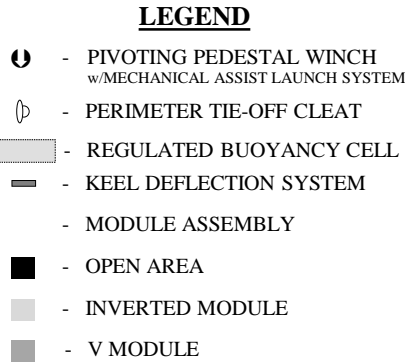 LEGEND
- PIVOTING PEDESTAL WINCH
w/MECHANICAL ASSIST LAUNCH SYSTEM
- PERIMETER TIE-OFF CLEAT
- REGULATED BUOYANCY CELL
- KEEL DEFLECTION SYSTEM
- MODULE ASSEMBLY
- OPEN AREA
- INVERTED MODULE
- V MODULE